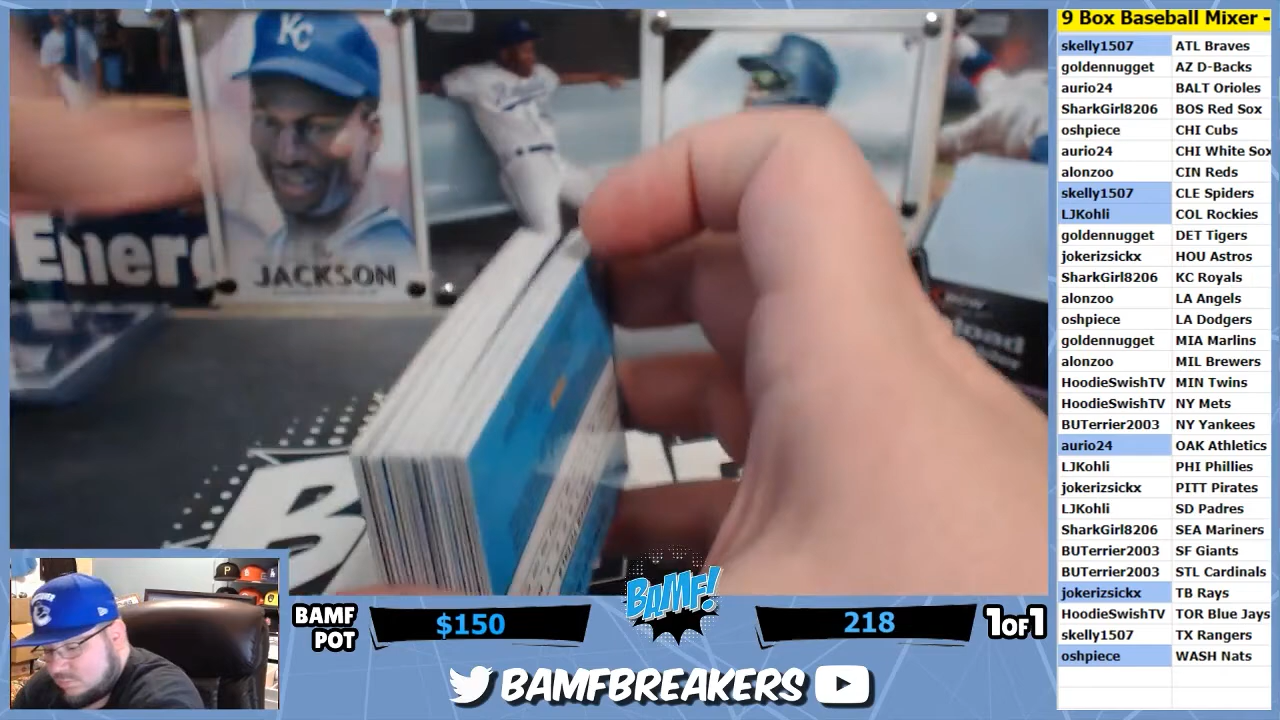 9 Box Baseball Mixer -
skelly1507 ATL Braves
goldennugget AZ D-Backs
aurio24 BALT Orioles
SharkGirl8206 BOS Red Sox
oshpiece CHI Cubs
aurio24 CHI White Sox
alonzoo CIN Reds
skelly1507 CLE Spiders
LJKohli COL Rockies
goldennugget DET Tigers
jokerizsickx HOU Astros
SharkGirl8206 KC Royals
alonzoo LA Angels
oshpiece LA Dodgers
goldennugget MIA Marlins
alonzoo MIL Brewers
HoodieSwishTV MIN Twins
HoodieSwishTV NY Mets
BUTerrier2003 NY Yankees
aurio24 OAK Athletics
LJKohli PHI Phillies
jokerizsickx PITT Pirates
LJKohli SD Padres
SharkGirl8206 SEA Mariners
BUTerrier2003 SF Giants
BUTerrier2003 STL Cardinals
jokerizsickx TB Rays
HoodieSwishTV TOR Blue Jays
skelly1507 TX Rangers
oshpiece WASH Nats
KC
Energ
JACKSON
B
P
BAMF POT
$150
BAMF!
218
1OF1
BAMFBREAKERS